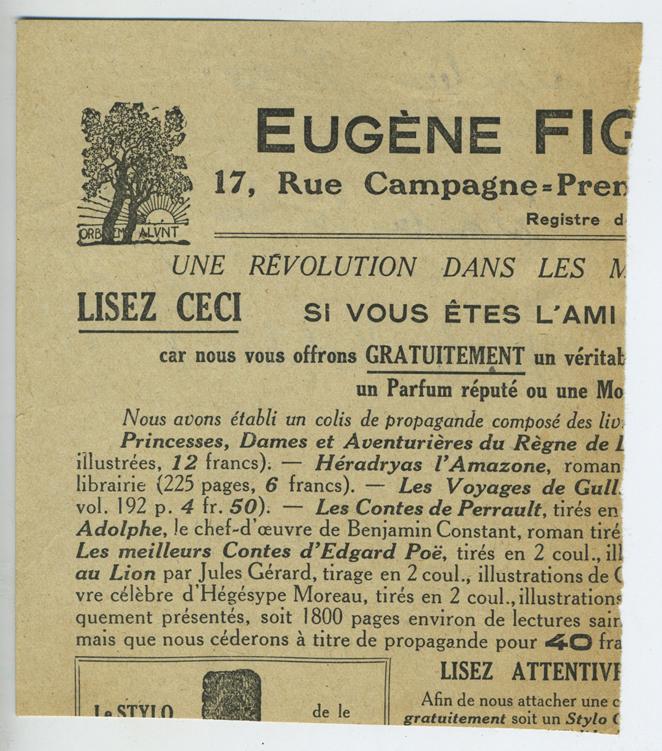 EUGÈNE FIG
17, Rue Campagne=Prem
Registre d
ORBEM ALVNT
UNE RÉVOLUTION DANS LES M
LISEZ CECI SI VOUS ÊTES L'AMI
car nous vous offrons GRATUITEMENT un véritab
un Parfum réputé ou une Mo
Nous avons établi un colis de propagande composé des liv
Princesses, Dames et Aventurières du Règne de L
illustrées, 12 francs). — Héradryas l'Amazone, roman
librairie (225 pages, 6 francs). — Les Voyages de Gull
vol. 192 p. 4 fr. 50). — Les Contes de Perrault, tirés en
Adolphe, le chef-d'œuvre de Benjamin Constant, roman tiré
Les meilleurs Contes d'Edgard Poë, tirés en 2 coul., ill
au Lion par Jules Gérard, tirage en 2 coul., illustrations de G
vre célèbre d'Hégésype Moreau, tirés en 2 coul., illustrations
quement présentés, soit 1800 pages environ de lectures sain
mais que nous céderons à titre de propagande pour 40 fra
LISEZ ATTENTIVE
Le STYLO de le
Afin de nous attacher une c
gratuitement soit un Stylo